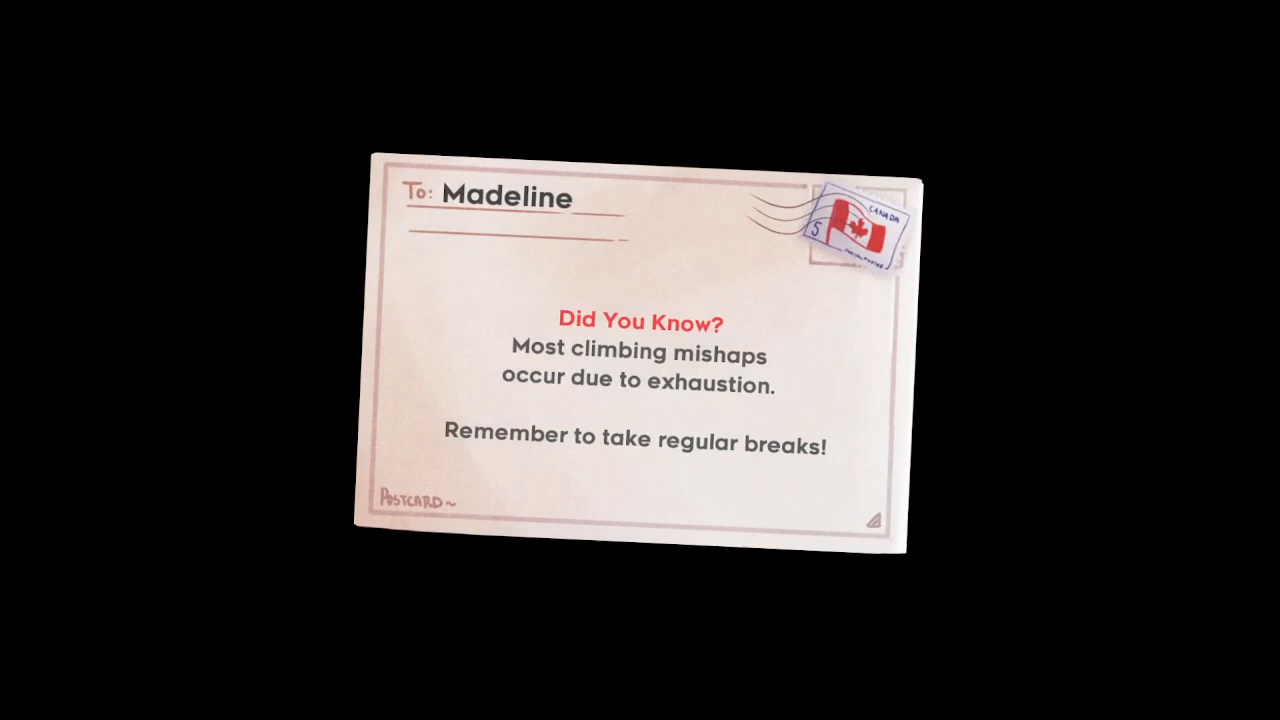 To: Madeline
CANADA
5
Did You Know?
Most climbing mishaps
occur due to exhaustion.
Remember to take regular breaks!
POSTCARD~